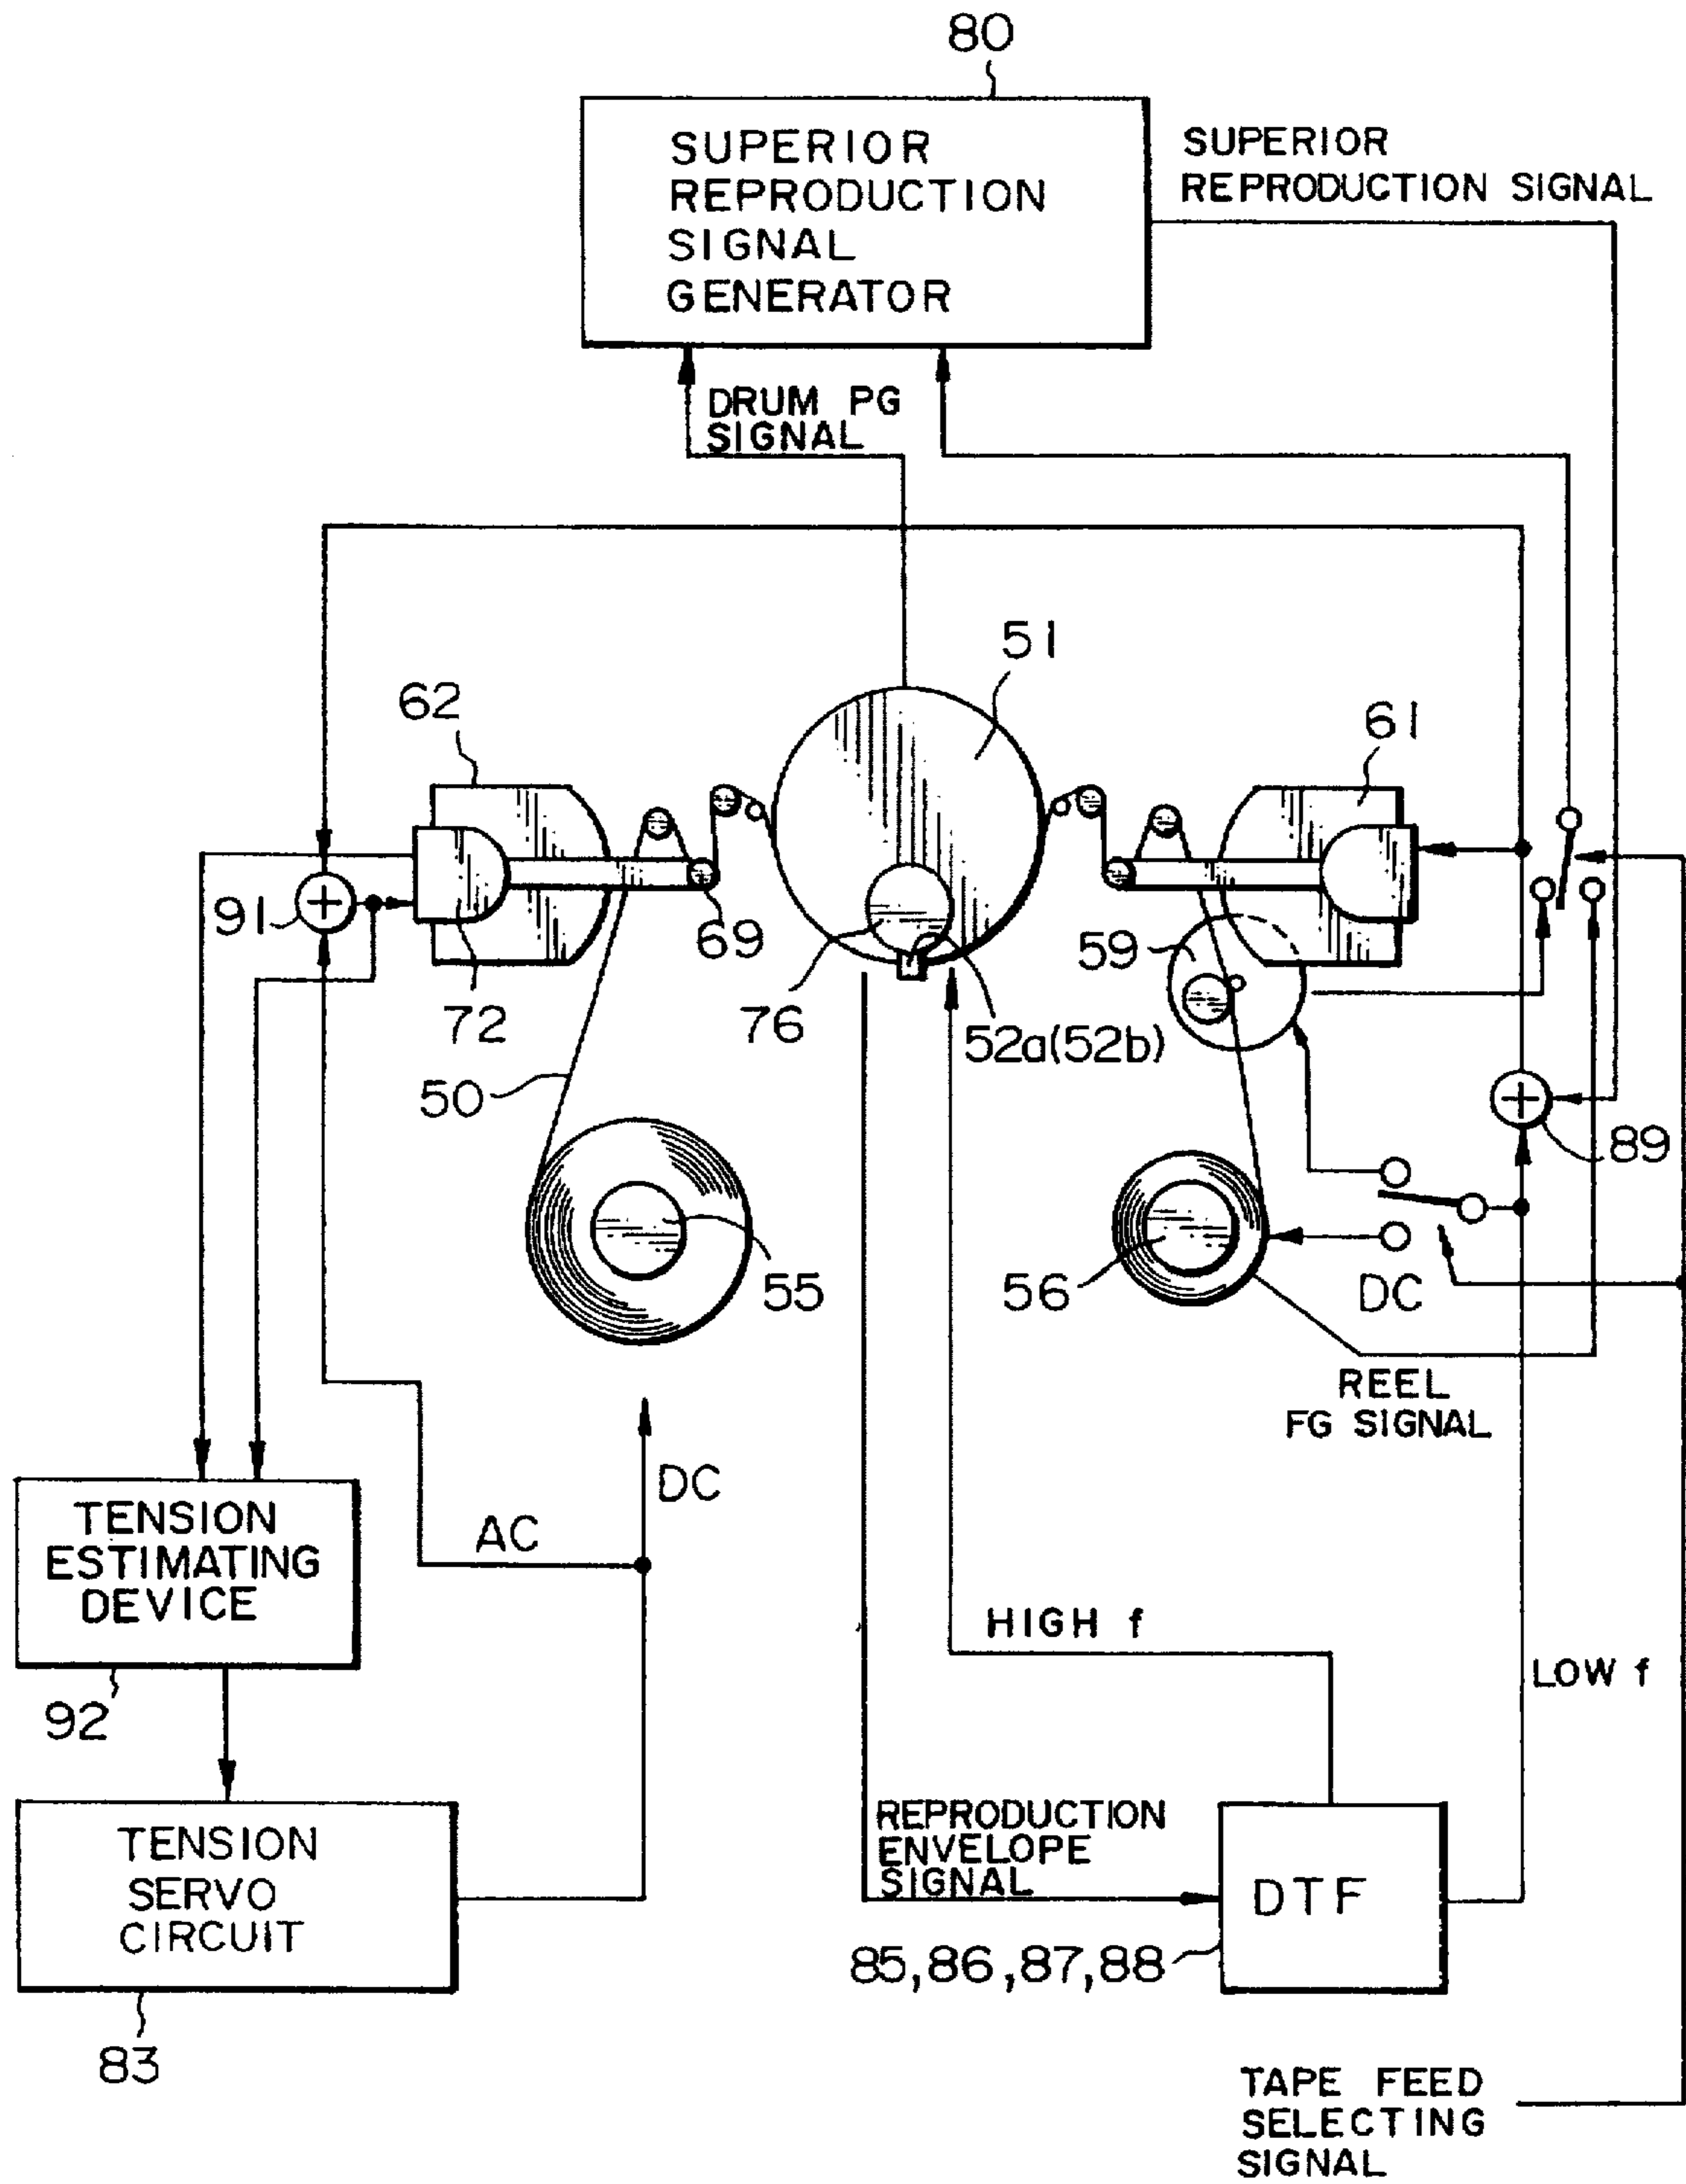 80
SUPERIOR
REPRODUCTION
SIGNAL
GENERATOR
SUPERIOR
REPRODUCTION SIGNAL
DRUM PG
SIGNAL
51
62
61
91
+
69
59
72
76
52a(52b)
50
+
89
55
56
DC
REEL
FG SIGNAL
DC
AC
TENSION
ESTIMATING
DEVICE
HIGH f
LOW f
92
TENSION
SERVO
CIRCUIT
REPRODUCTION
ENVELOPE
SIGNAL
DTF
85,86,87,88
83
TAPE FEED
SELECTING
SIGNAL